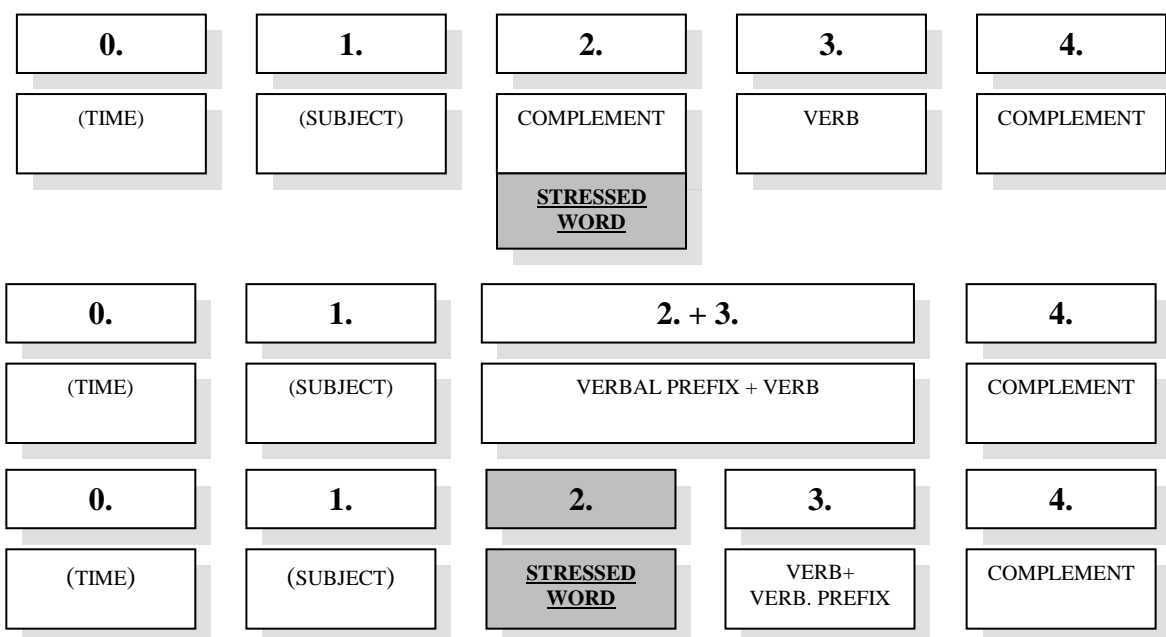 0. 1. 2. 3. 4.
(TIME) (SUBJECT) COMPLEMENT VERB COMPLEMENT
STRESSED
WORD
0. 1. 2. + 3. 4.
(TIME) (SUBJECT) VERBAL PREFIX + VERB COMPLEMENT
0. 1. 2. 3. 4.
(TIME) (SUBJECT) STRESSED WORD VERB+ VERB. PREFIX COMPLEMENT